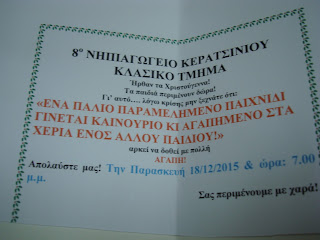 8ο ΝΗΠΙΑΓΩΓΕΙΟ ΚΕΡΑΤΣΙΝΙΟΥ
ΚΛΑΣΙΚΟ ΤΜΗΜΑ
Ήρθαν τα Χριστούγεννα!
Τα παιδιά περιμένουν δώρα!
Γι' αυτό…. λόγω κρίσης μην ξεχνάτε ότι:
«ΕΝΑ ΠΑΛΙΟ ΠΑΡΑΜΕΛΗΜΕΝΟ ΠΑΙΧΝΙΔΙ
ΓΙΝΕΤΑΙ ΚΑΙΝΟΥΡΙΟ ΚΙ ΑΓΑΠΗΜΕΝΟ ΣΤΑ
ΧΕΡΙΑ ΕΝΟΣ ΑΛΛΟΥ ΠΑΙΔΙΟΥ!»
αρκεί να δοθεί με πολλή
ΑΓΑΠΗ!
Απολαύστε μας! Την Παρασκευή 18/12/2015 & ώρα: 7.00
μ.μ.
Σας περιμένουμε με χαρά!